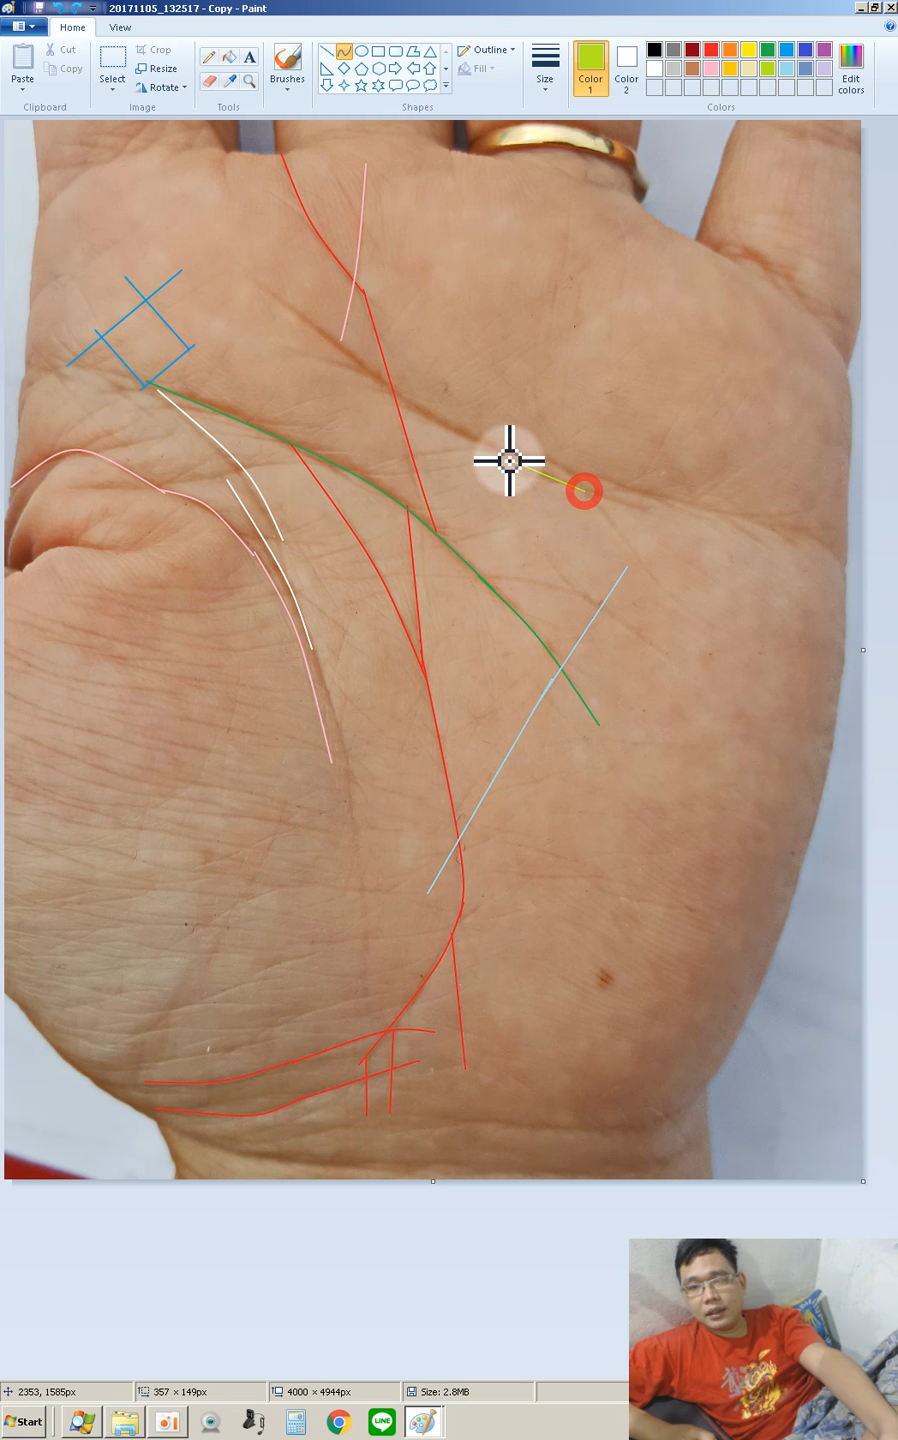 20171105_132517 - Copy - Paint
Home View
Paste
Cut
Copy
Clipboard
Select
Crop
Resize
Rotate
Image
A
Tools
Brushes
Outline
Fill
Shapes
Size
Color
1
Color
2
Edit
colors
Colors
2353, 1585px
357 × 149px
4000 × 4944px
Size: 2.8MB
Start
LINE